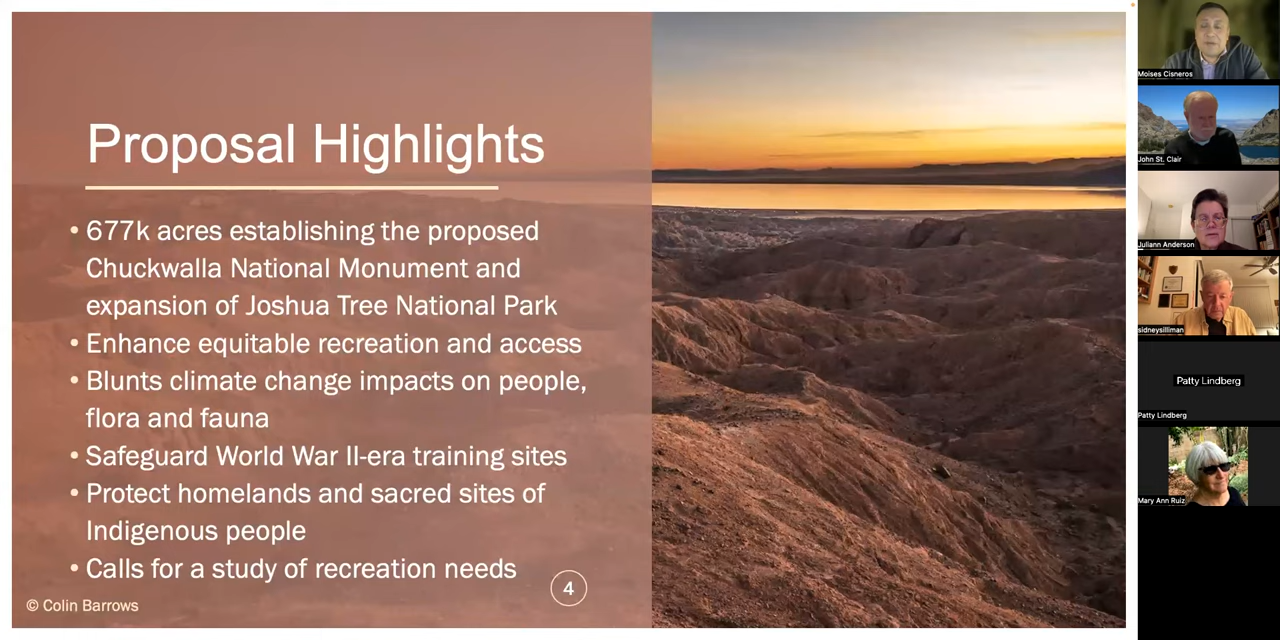 Proposal Highlights
• 677k acres establishing the proposed
Chuckwalla National Monument and
expansion of Joshua Tree National Park
• Enhance equitable recreation and access
• Blunts climate change impacts on people,
flora and fauna
• Safeguard World War II-era training sites
• Protect homelands and sacred sites of
Indigenous people
• Calls for a study of recreation needs
4
© Colin Barrows
Moises Cisneros
John St. Clair
Juliann Anderson
sidneysilliman
Patty Lindberg
Patty Lindberg
Mary Ann Ruiz